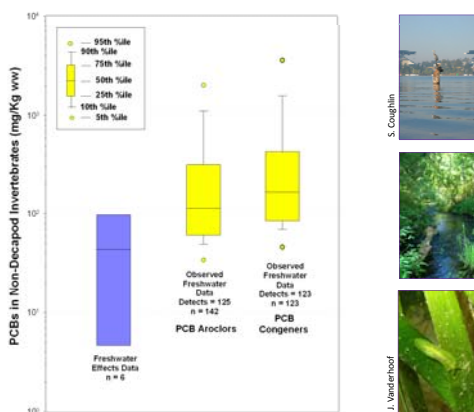 PCBs in Non-Decapod Invertebrates (mg/Kg ww)
10⁴
10³
10²
10¹
10⁰
95th %ile
90th %ile
75th %ile
50th %ile
25th %ile
10th %ile
5th %ile
Freshwater
Effects Data
n = 6
Observed
Freshwater
Data
Detects = 125
n = 142
PCB Aroclors
Observed
Freshwater
Data
Detects = 123
n = 123
PCB
Congeners
S. Coughlin
J. Vanderhoof